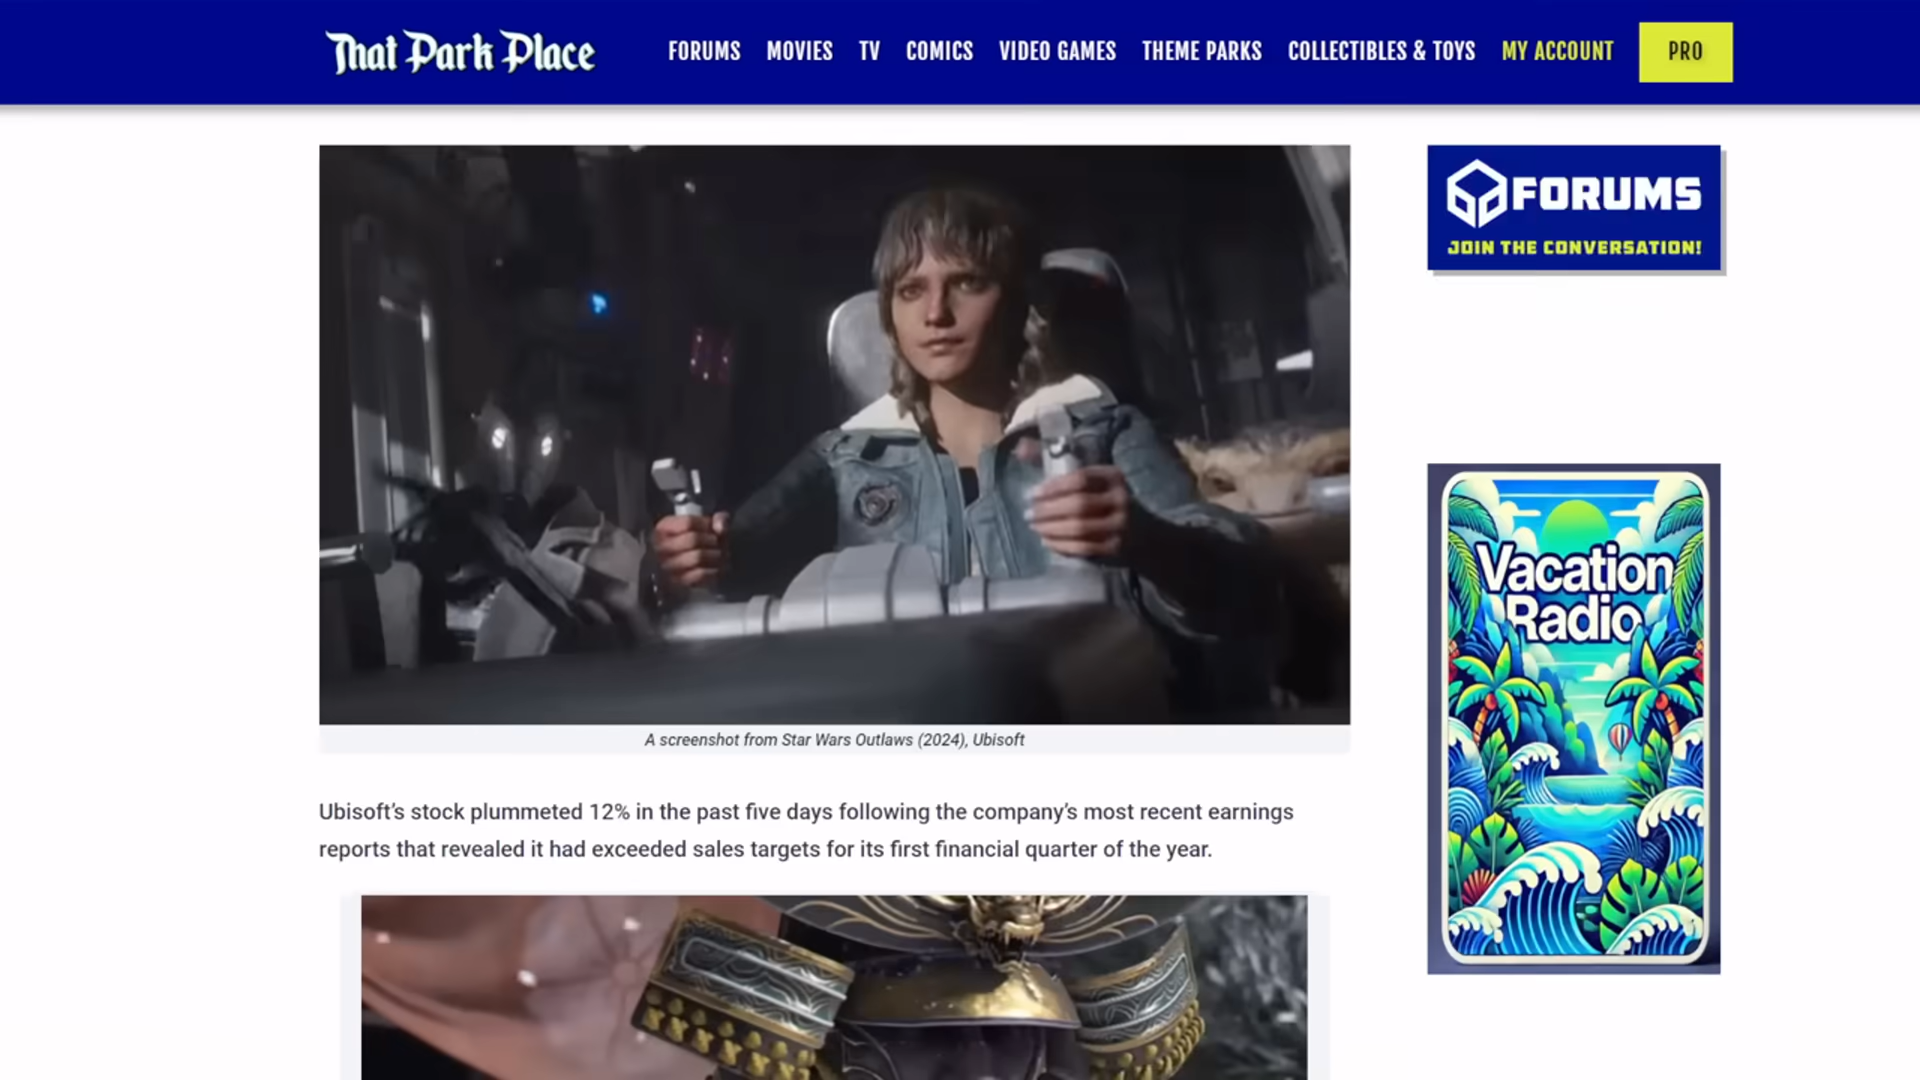 That Park Place
FORUMS MOVIES TV COMICS VIDEO GAMES THEME PARKS COLLECTIBLES & TOYS MY ACCOUNT PRO
FORUMS
JOIN THE CONVERSATION!
Vacation
Radio
A screenshot from Star Wars Outlaws (2024), Ubisoft
Ubisoft’s stock plummeted 12% in the past five days following the company’s most recent earnings
reports that revealed it had exceeded sales targets for its first financial quarter of the year.